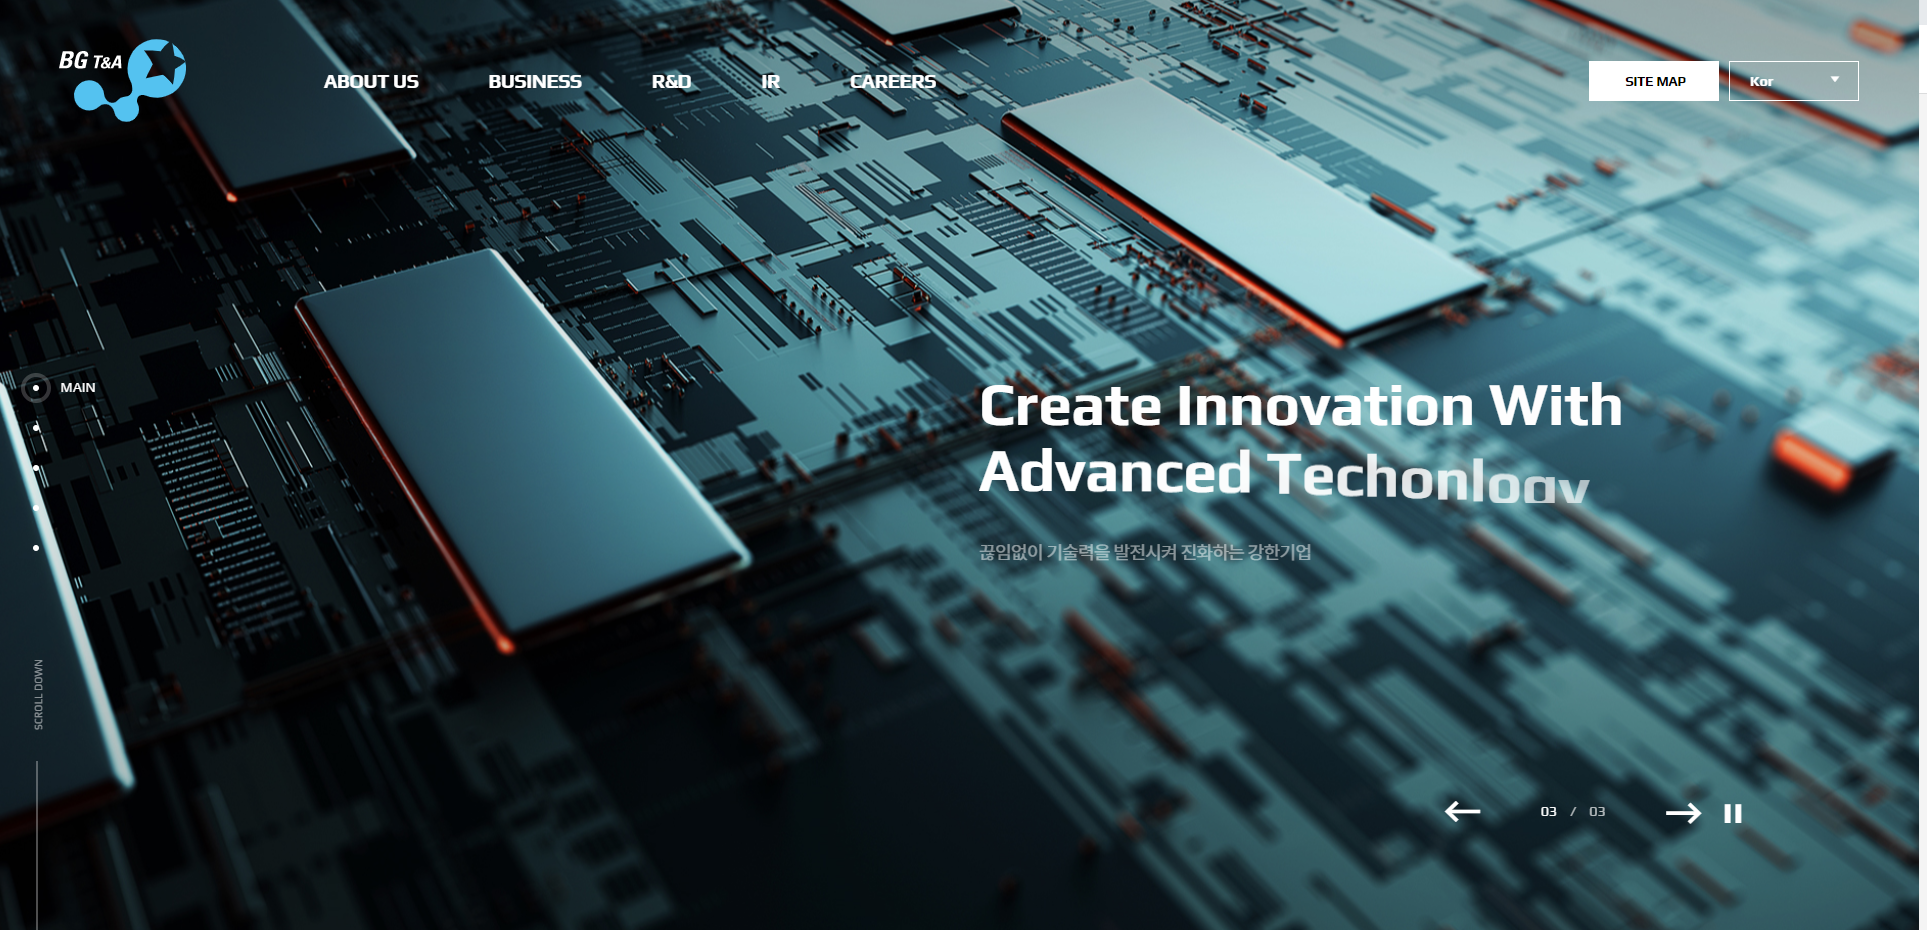 BG T&A
ABOUT US
BUSINESS
R&D
IR
CAREERS
SITE MAP
Kor
MAIN
Create Innovation With
Advanced Techonlogy
끊임없이 기술력을 발전시켜 진화하는 강한기업
SCROLL DOWN
03 / 03